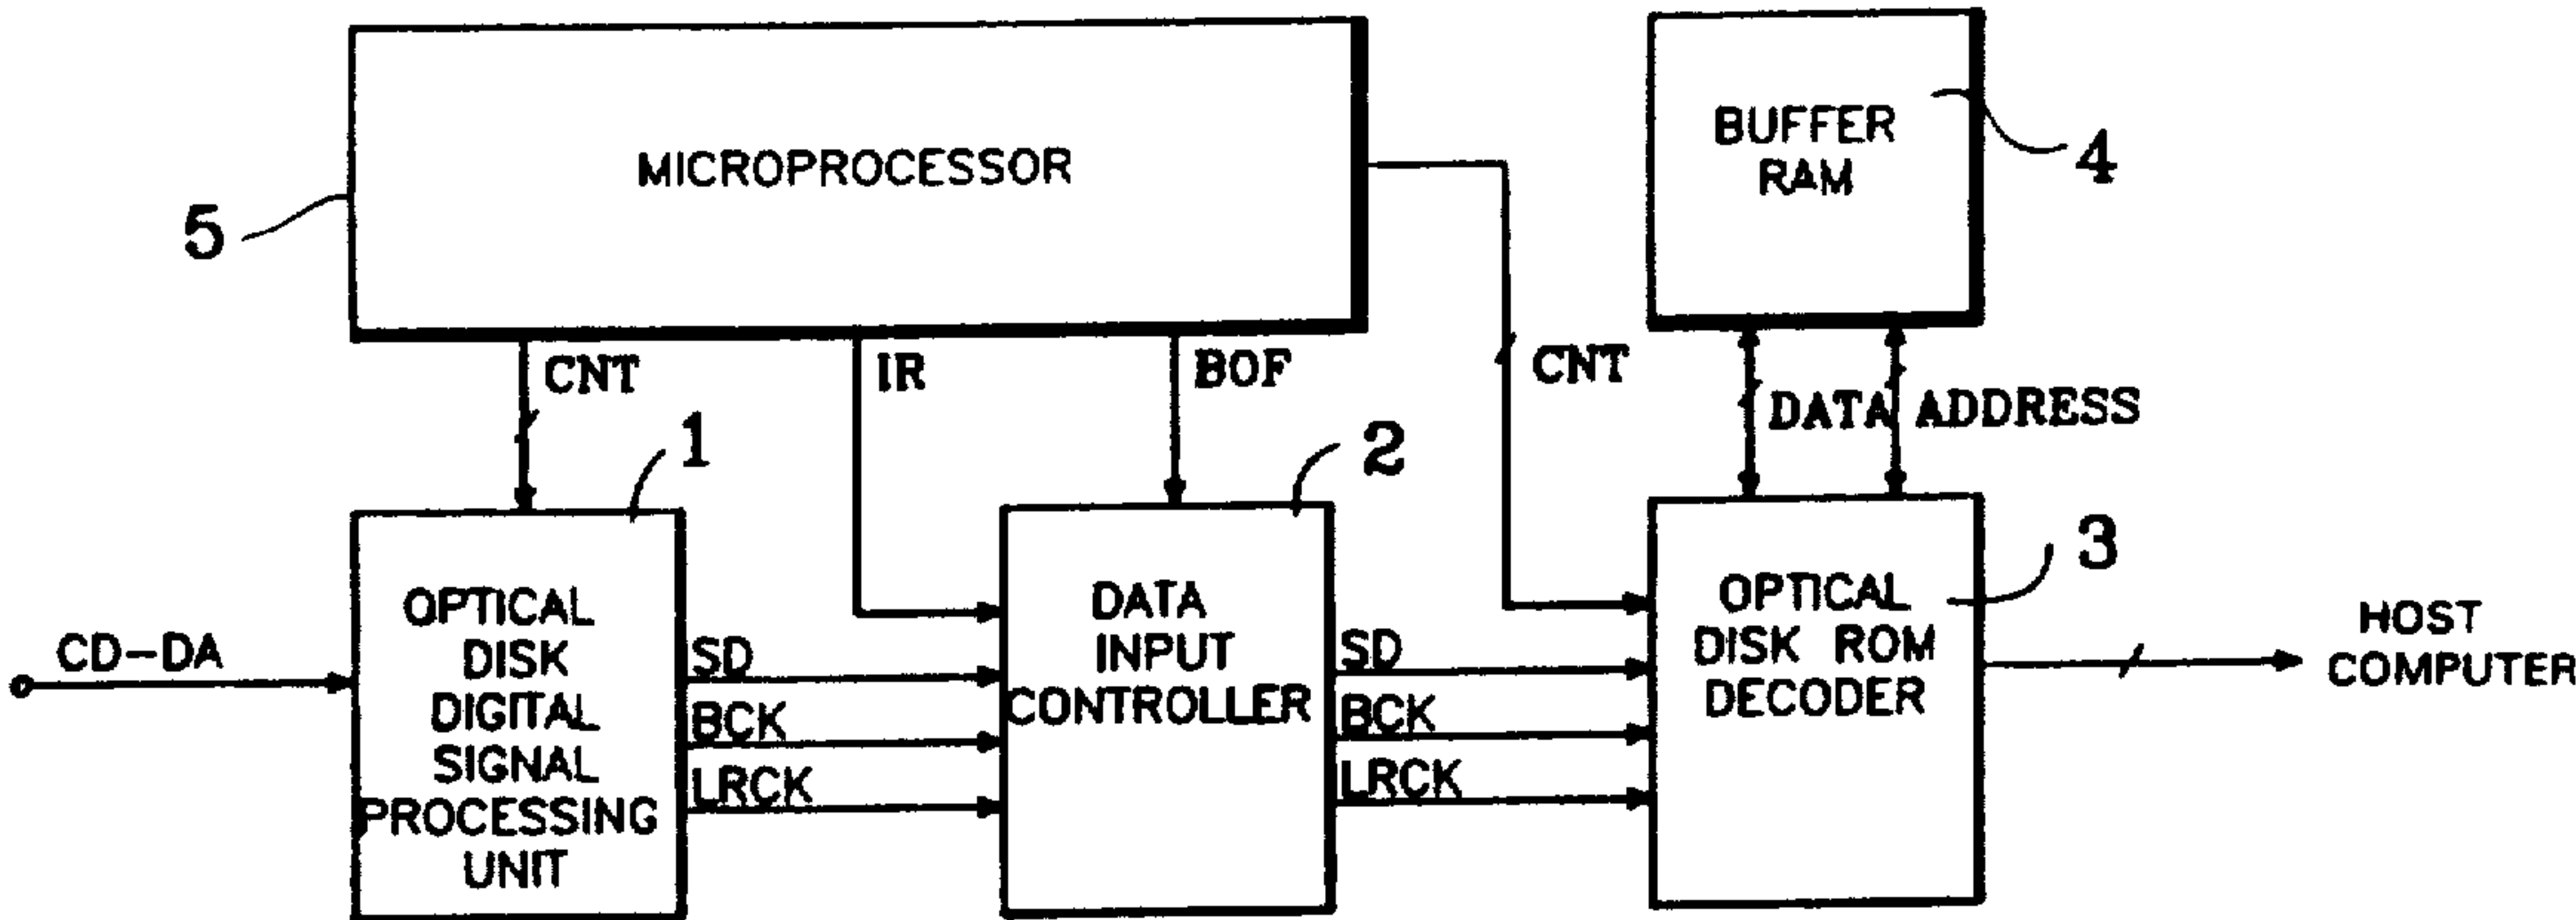 MICROPROCESSOR
BUFFER
RAM
4
5
CNT
IR
BOF
CNT
DATA
ADDRESS
1
2
3
CD-DA
OPTICAL
DISK
DIGITAL
SIGNAL
PROCESSING
UNIT
SD
BCK
LRCK
DATA
INPUT
CONTROLLER
SD
BCK
LRCK
OPTICAL
DISK ROM
DECODER
HOST
COMPUTER